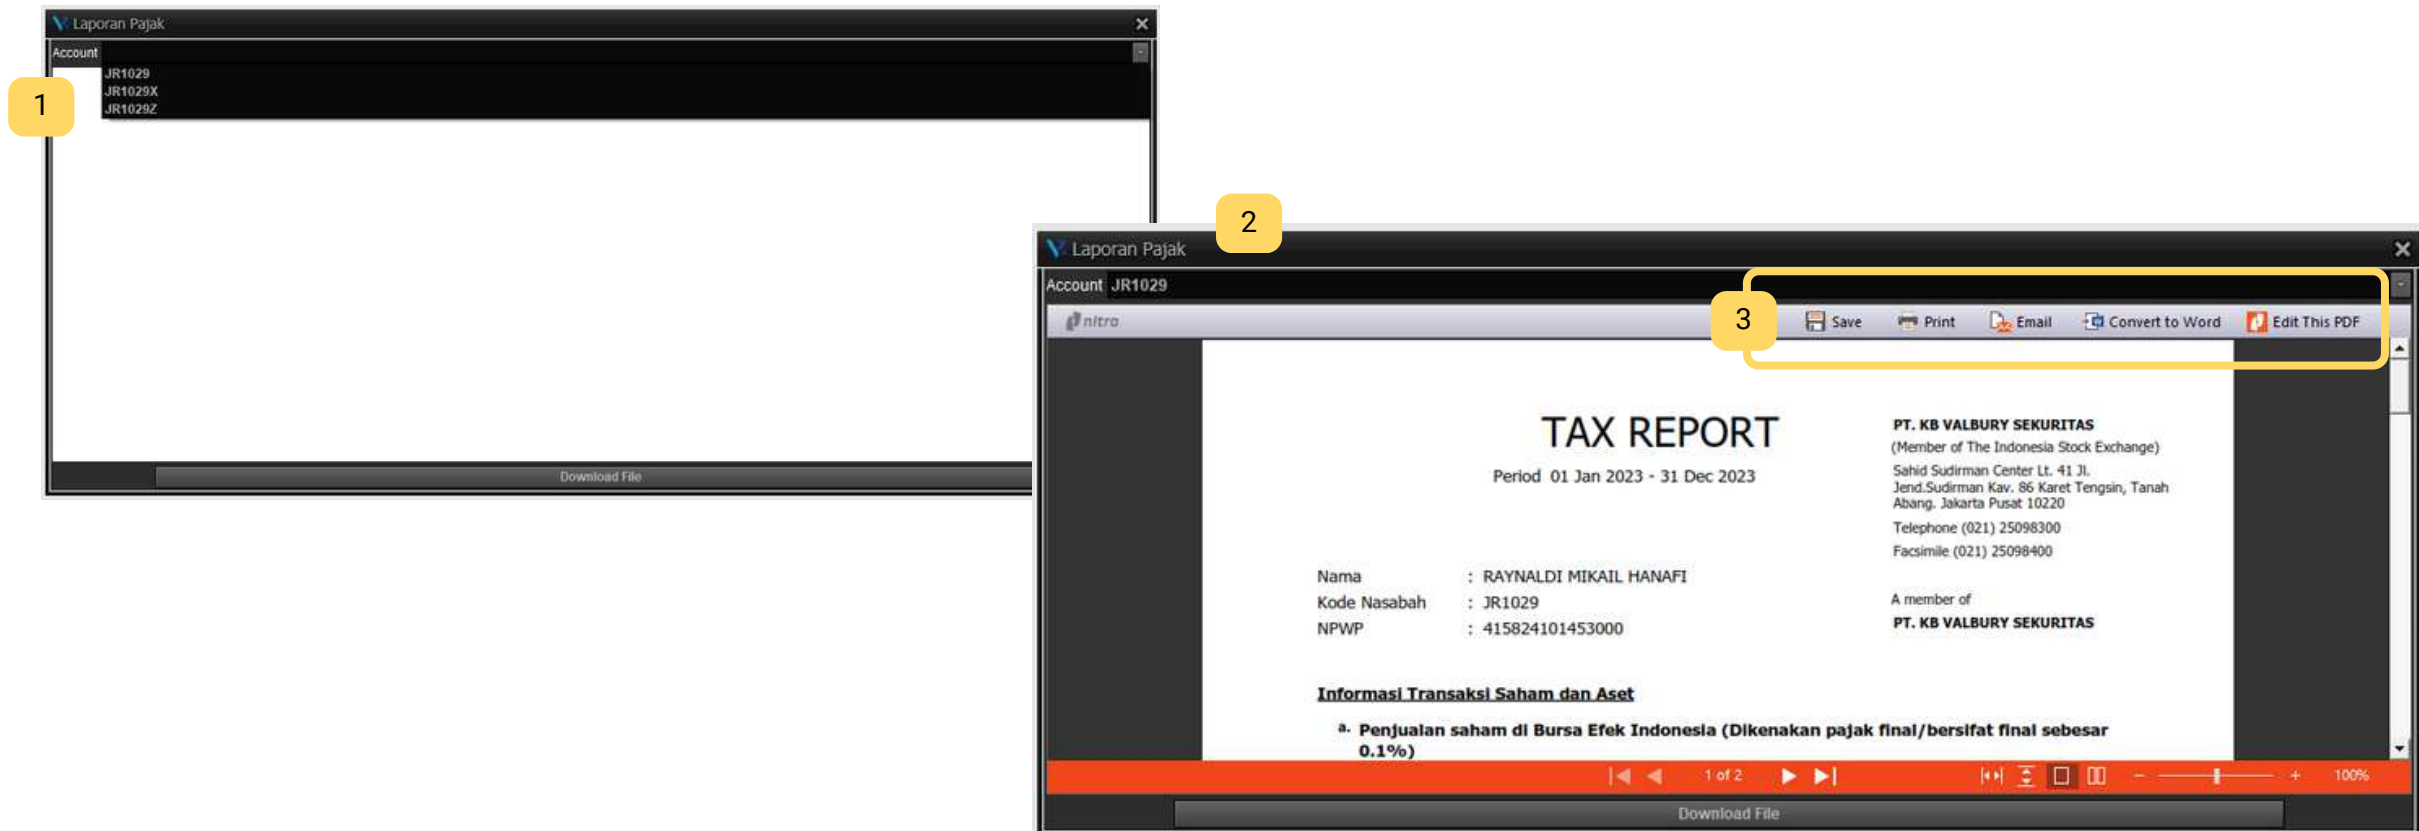 Laporan Pajak
Account
JR1029
JR1029X
JR1029Z
1
Download File
2
Laporan Pajak
Account JR1029
3
nitro
Save Print Email Convert to Word Edit This PDF
TAX REPORT
Period 01 Jan 2023 - 31 Dec 2023
PT. KB VALBURY SEKURITAS
(Member of The Indonesia Stock Exchange)
Sahid Sudirman Center Lt. 41 Jl.
Jend.Sudirman Kav. 86 Karet Tengsin, Tanah
Abang. Jakarta Pusat 10220
Telephone (021) 25098300
Facsimile (021) 25098400
A member of
PT. KB VALBURY SEKURITAS
Nama : RAYNALDI MIKAIL HANAFI
Kode Nasabah : JR1029
NPWP : 415824101453000
Informasi Transaksi Saham dan Aset
a. Penjualan saham di Bursa Efek Indonesia (Dikenakan pajak final/bersifat final sebesar
0.1%)
1 of 2
100%
Download File